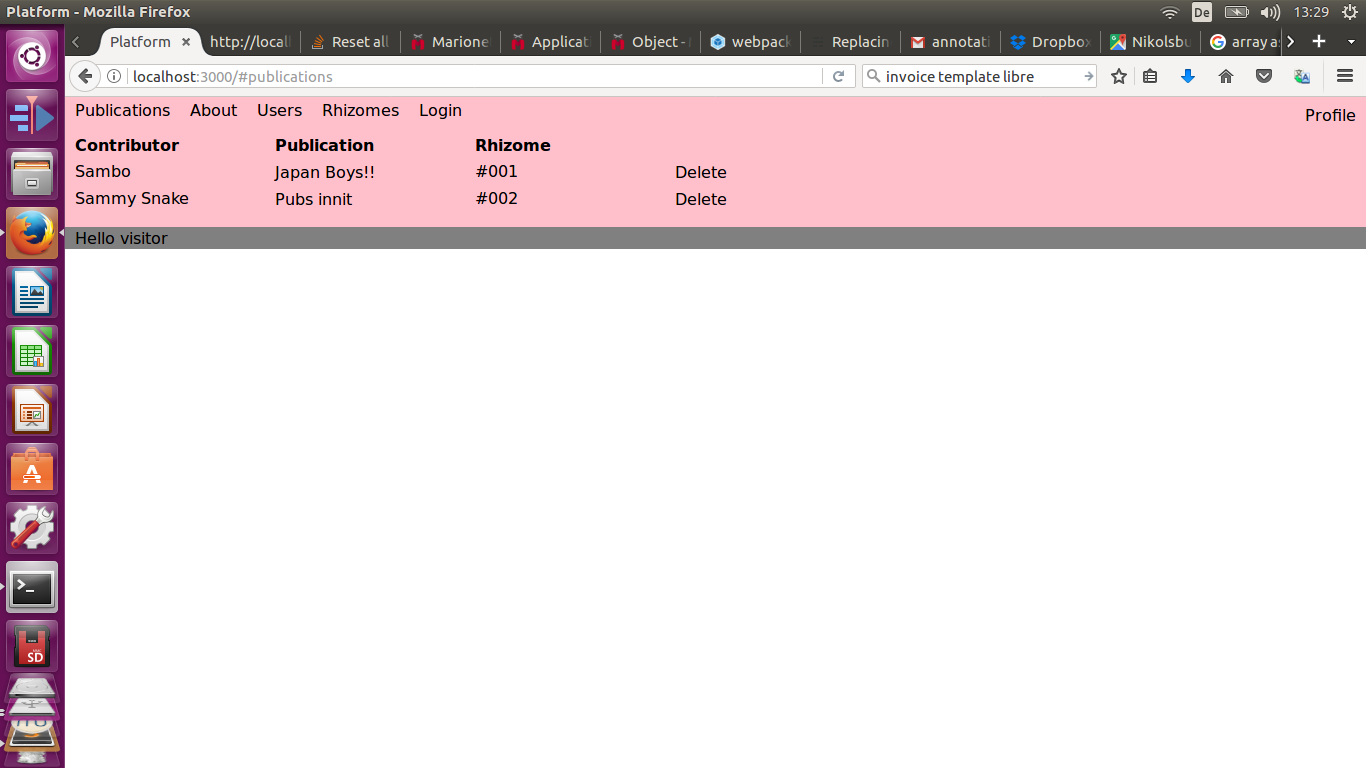 Platform - Mozilla Firefox
De
13:29
Platform
http://local
Reset all
Marione
Applicat
Object -
webpack
Replacin
annotati
Dropbox
Nikolsbu
array a
localhost:3000/#publications
invoice template libre
Publications About Users Rhizomes Login
Profile
Contributor Publication Rhizome
Sambo Japan Boys!! #001 Delete
Sammy Snake Pubs innit #002 Delete
Hello visitor
>_
SD